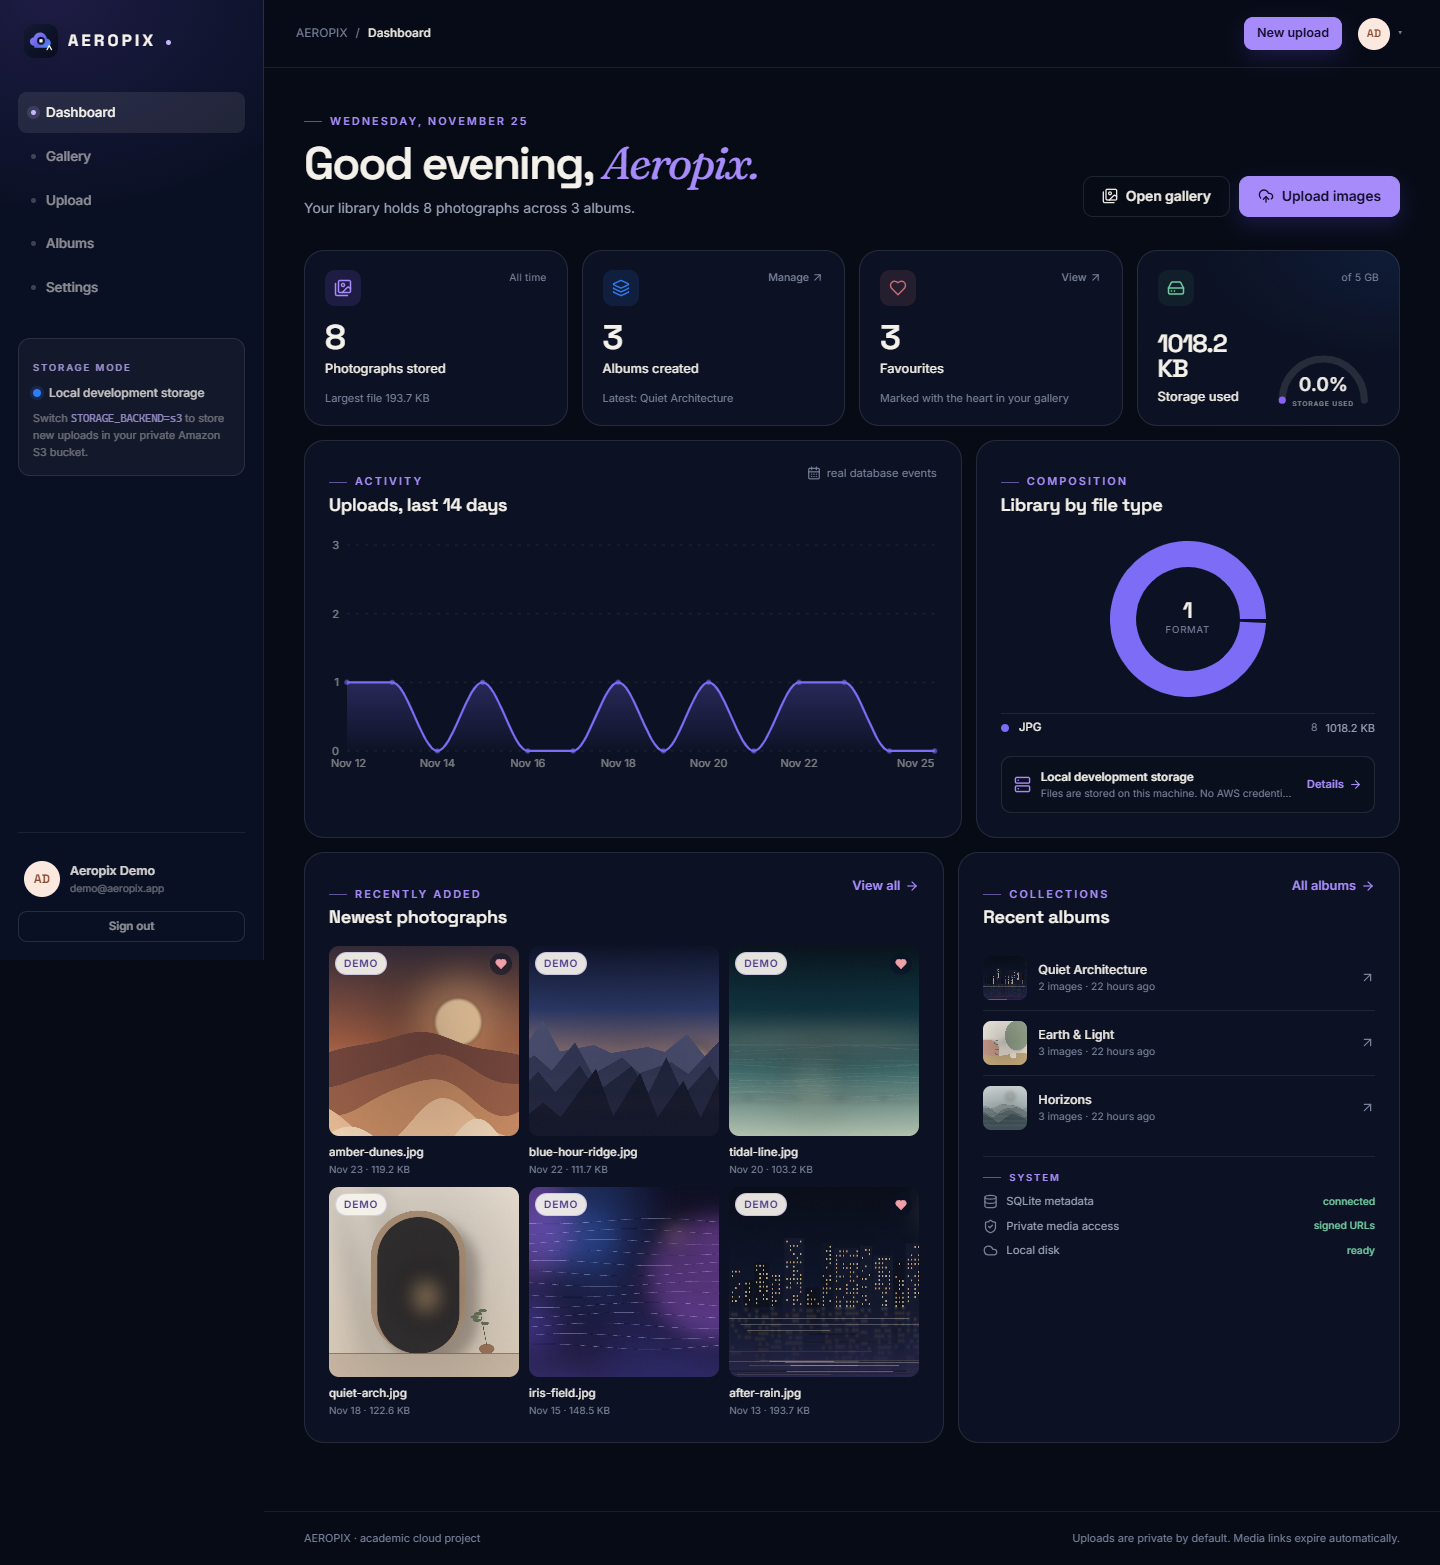 AEROPIX
Dashboard
Gallery
Upload
Albums
Settings
STORAGE MODE
Local development storage
Switch STORAGE_BACKEND=s3 to store
new uploads in your private Amazon
S3 bucket.
AD
Aeropix Demo
demo@aeropix.app
Sign out
AEROPIX / Dashboard
New upload
AD
WEDNESDAY, NOVEMBER 25
Good evening, Aeropix.
Your library holds 8 photographs across 3 albums.
Open gallery
Upload images
All time
8
Photographs stored
Largest file 193.7 KB
Manage
3
Albums created
Latest: Quiet Architecture
View
3
Favourites
Marked with the heart in your gallery
of 5 GB
1018.2
KB
Storage used
0.0%
STORAGE USED
ACTIVITY
Uploads, last 14 days
real database events
3
2
1
0
Nov 12
Nov 14
Nov 16
Nov 18
Nov 20
Nov 22
Nov 25
COMPOSITION
Library by file type
1
FORMAT
JPG
8 1018.2 KB
Local development storage
Files are stored on this machine. No AWS credenti...
Details
RECENTLY ADDED
Newest photographs
View all
DEMO
DEMO
DEMO
amber-dunes.jpg
Nov 23 · 119.2 KB
blue-hour-ridge.jpg
Nov 22 · 111.7 KB
tidal-line.jpg
Nov 20 · 103.2 KB
DEMO
DEMO
DEMO
quiet-arch.jpg
Nov 18 · 122.6 KB
iris-field.jpg
Nov 15 · 148.5 KB
after-rain.jpg
Nov 13 · 193.7 KB
COLLECTIONS
Recent albums
All albums
Quiet Architecture
2 images · 22 hours ago
Earth & Light
3 images · 22 hours ago
Horizons
3 images · 22 hours ago
SYSTEM
SQLite metadata
connected
Private media access
signed URLs
Local disk
ready
AEROPIX · academic cloud project
Uploads are private by default. Media links expire automatically.